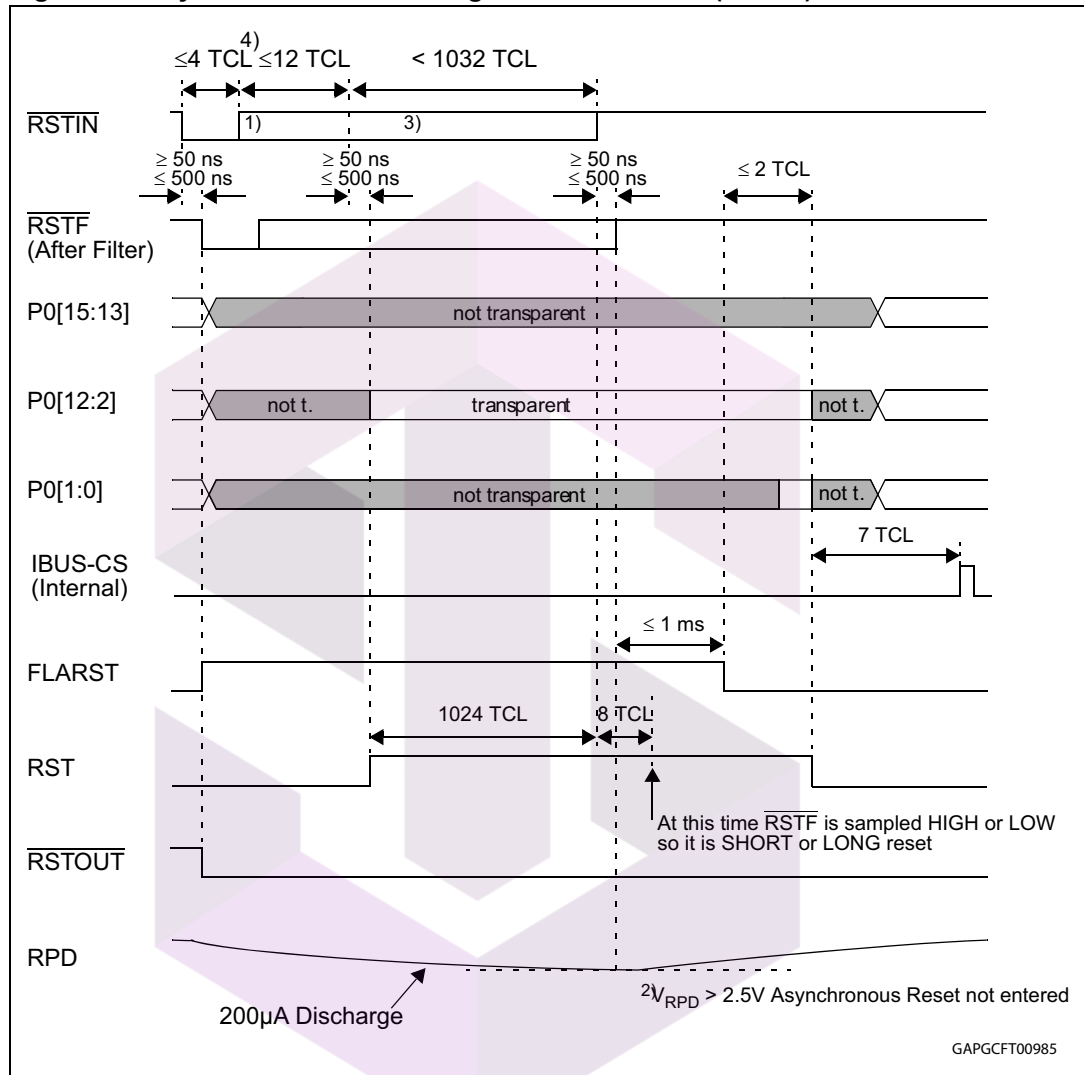 4)
≤4 TCL ≤12 TCL < 1032 TCL
RSTIN
1) 3)
≥ 50 ns ≥ 50 ns ≥ 50 ns
≤ 500 ns ≤ 500 ns ≤ 500 ns
≤ 2 TCL
RSTF
(After Filter)
P0[15:13]
not transparent
P0[12:2]
not t. transparent not t.
P0[1:0]
not transparent not t.
7 TCL
IBUS-CS
(Internal)
≤ 1 ms
FLARST
1024 TCL 8 TCL
RST
At this time RSTF is sampled HIGH or LOW
so it is SHORT or LONG reset
RSTOUT
RPD
2) VRPD > 2.5V Asynchronous Reset not entered
200µA Discharge
GAPGCFT00985